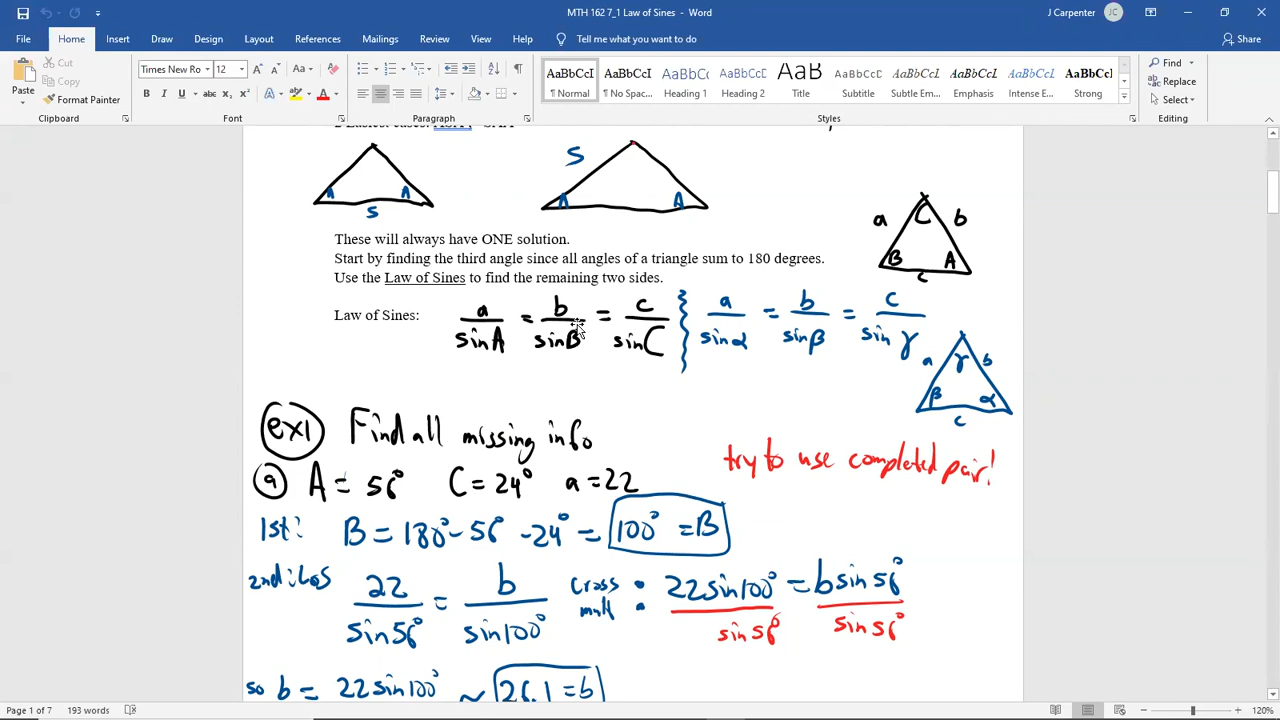 MTH 162 7_1 Law of Sines - Word
J Carpenter JC
File Home Insert Draw Design Layout References Mailings Review View Help Tell me what you want to do Share
Paste Cut Copy Format Painter
Times New Ro 12
B I U abc x₂ x² A
AaBbCcI AaBbCcI AaBbC AaBbCcI AaB AaBbCcI AaBbCcI AaBbCcI AaBbCcI AaBbCcI
¶ Normal ¶ No Spac... Heading 1 Heading 2 Title Subtitle Subtle Em... Emphasis Intense E... Strong
Find Replace Select
Clipboard Font Paragraph Styles Editing
A A S
S A A
a b C B A c
These will always have ONE solution.
Start by finding the third angle since all angles of a triangle sum to 180 degrees.
Use the Law of Sines to find the remaining two sides.
Law of Sines: a/sinA = b/sinB = c/sinC } a/sinα = b/sinβ = c/sin γ
a γ b β α c
ex1 Find all missing info
try to use completed pair!
a A = 56° C = 24° a = 22
1st: B = 180° - 56° - 24° = 100° = B
2nd: LoS 22/sin56° = b/sin100° cross mult : 22sin100°/sin56° = bsin56°/sin56°
so b = 22sin100° ~ 26.1 = b
Page 1 of 7 193 words 120%